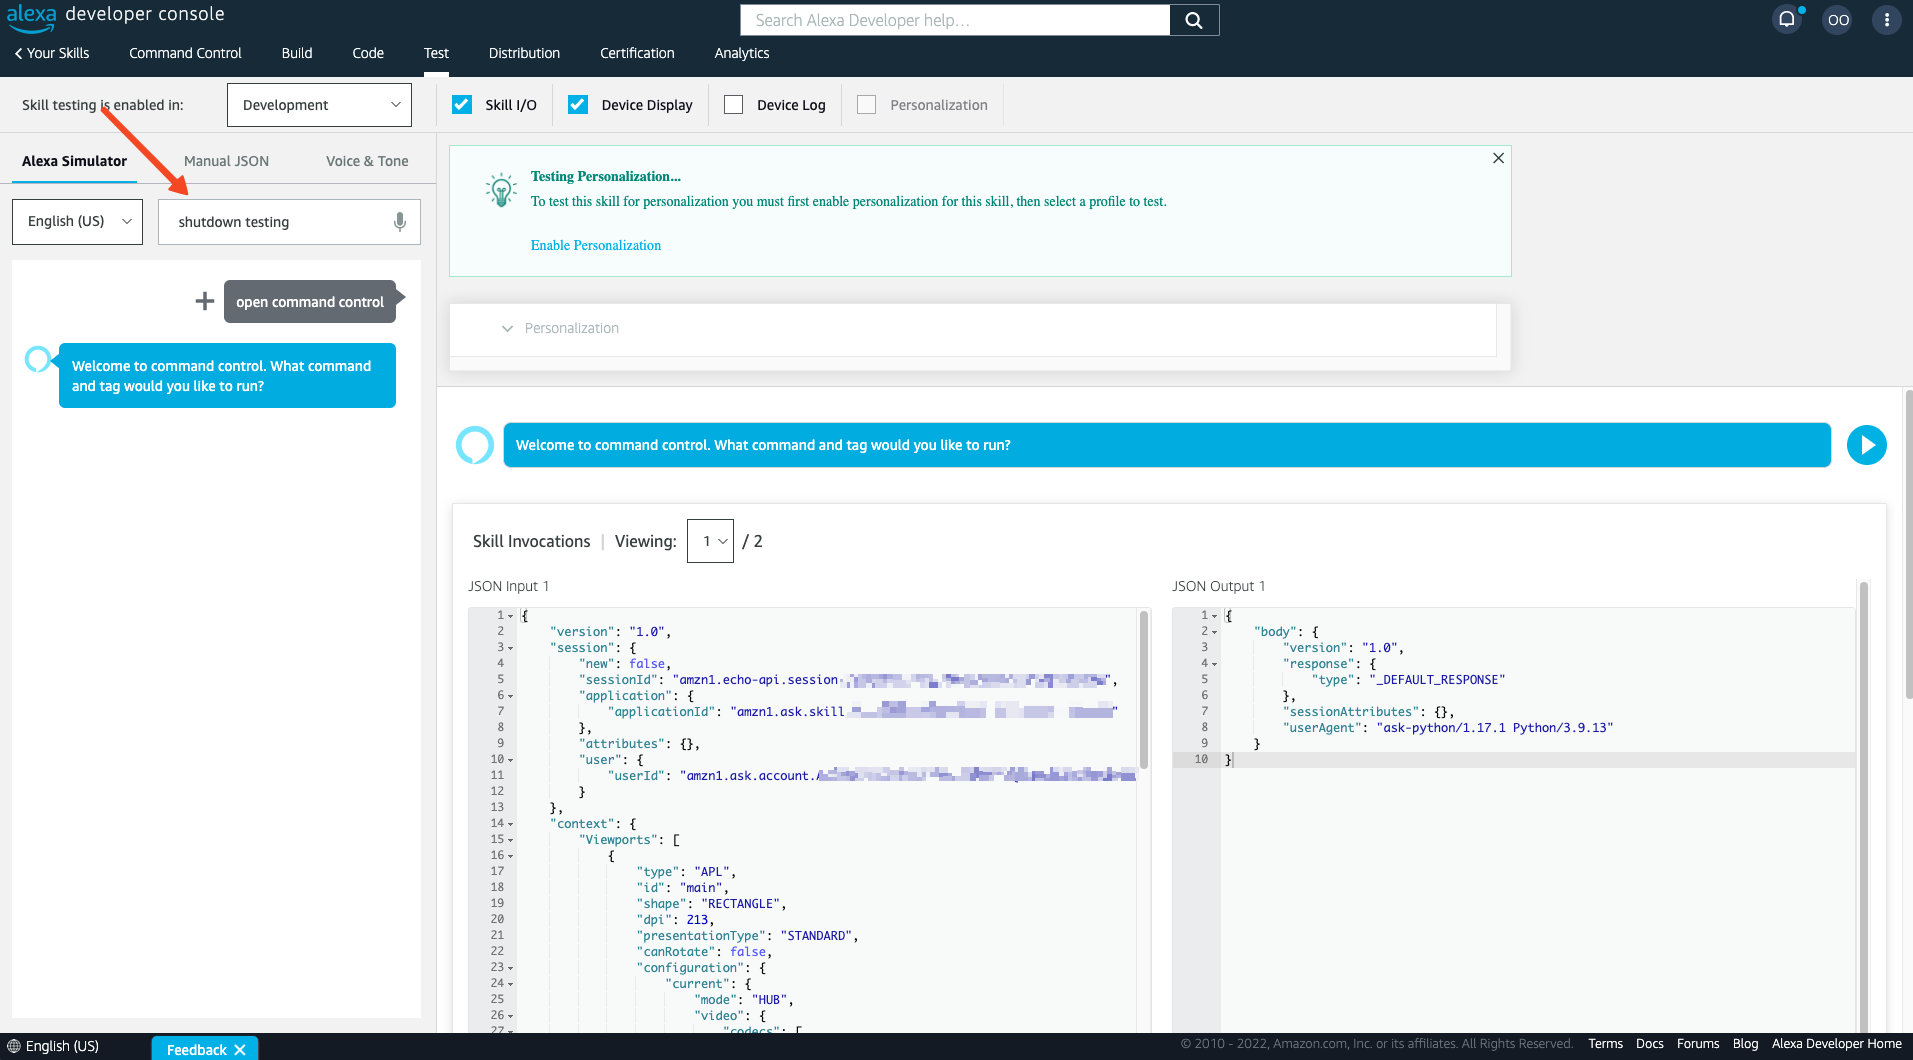 alexa developer console
Search Alexa Developer help...
OO
Your Skills
Command Control
Build
Code
Test
Distribution
Certification
Analytics
Skill testing is enabled in:
Development
Skill I/O
Device Display
Device Log
Personalization
Alexa Simulator
Manual JSON
Voice & Tone
English (US)
shutdown testing
open command control
Welcome to command control. What command
and tag would you like to run?
Testing Personalization...
To test this skill for personalization you must first enable personalization for this skill, then select a profile to test.
Enable Personalization
Personalization
Welcome to command control. What command and tag would you like to run?
Skill Invocations | Viewing: 1 / 2
JSON Input 1
1 {
2 "version": "1.0",
3 "session": {
4 "new": false,
5 "sessionId": "amzn1.echo-api.session ",
6 "application": {
7 "applicationId": "amzn1.ask.skill "
8 },
9 "attributes": {},
10 "user": {
11 "userId": "amzn1.ask.account.
12 }
13 },
14 "context": {
15 "Viewports": [
16 {
17 "type": "APL",
18 "id": "main",
19 "shape": "RECTANGLE",
20 "dpi": 213,
21 "presentationType": "STANDARD",
22 "canRotate": false,
23 "configuration": {
24 "current": {
25 "mode": "HUB",
26 "video": {
27 "codecs": [
JSON Output 1
1 {
2 "body": {
3 "version": "1.0",
4 "response": {
5 "type": "_DEFAULT_RESPONSE"
6 },
7 "sessionAttributes": {},
8 "userAgent": "ask-python/1.17.1 Python/3.9.13"
9 }
10 }
English (US)
Feedback
© 2010 - 2022, Amazon.com, Inc. or its affiliates. All Rights Reserved.
Terms
Docs
Forums
Blog
Alexa Developer Home